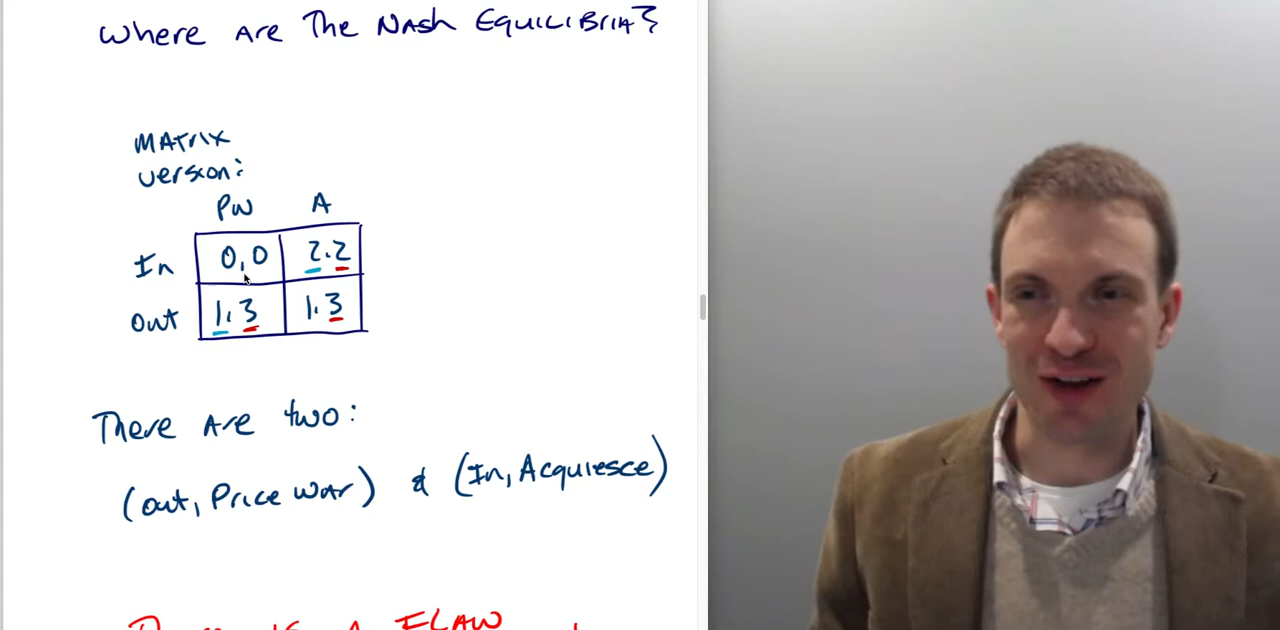 Where Are The Nash Equilibria?
Matrix
version:
PW A
In 0,0 2.2
Out 1,3 1.3
There Are two:
(out, Price War) & (In, Acquiesce)
A FLAW